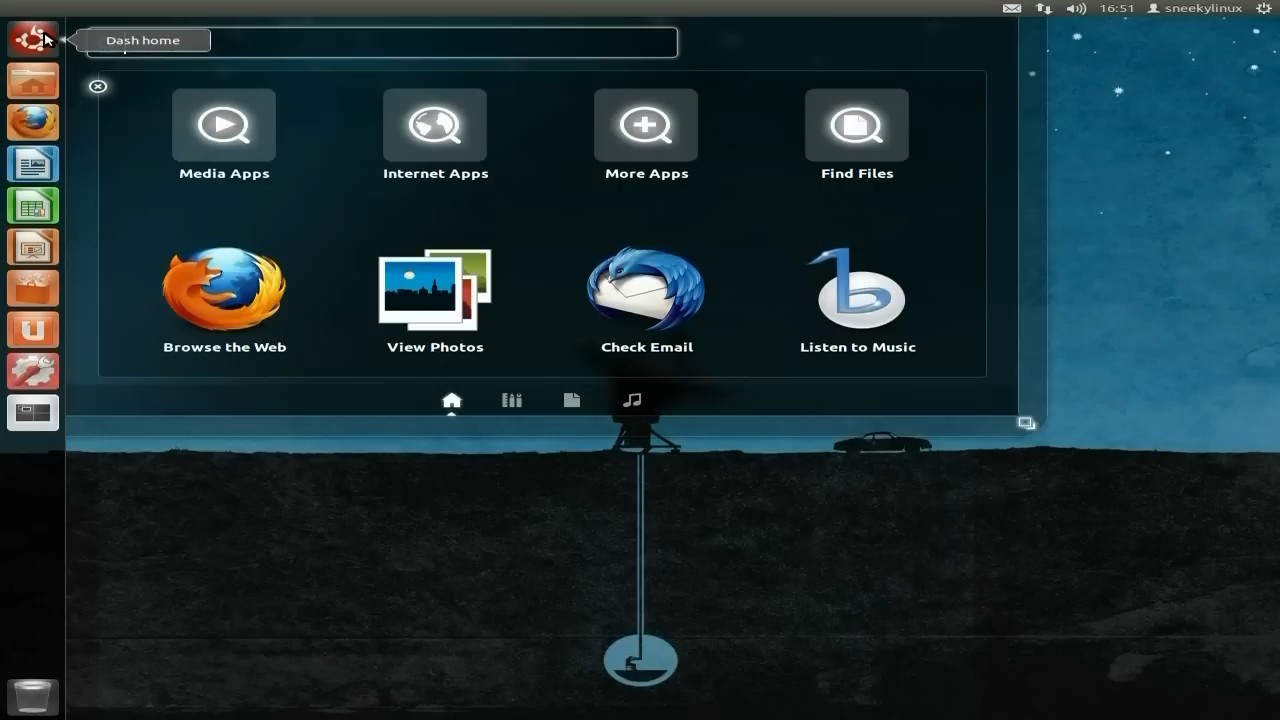 16:51 sneekylinux
Dash home
Media Apps Internet Apps More Apps Find Files
Browse the Web View Photos Check Email Listen to Music